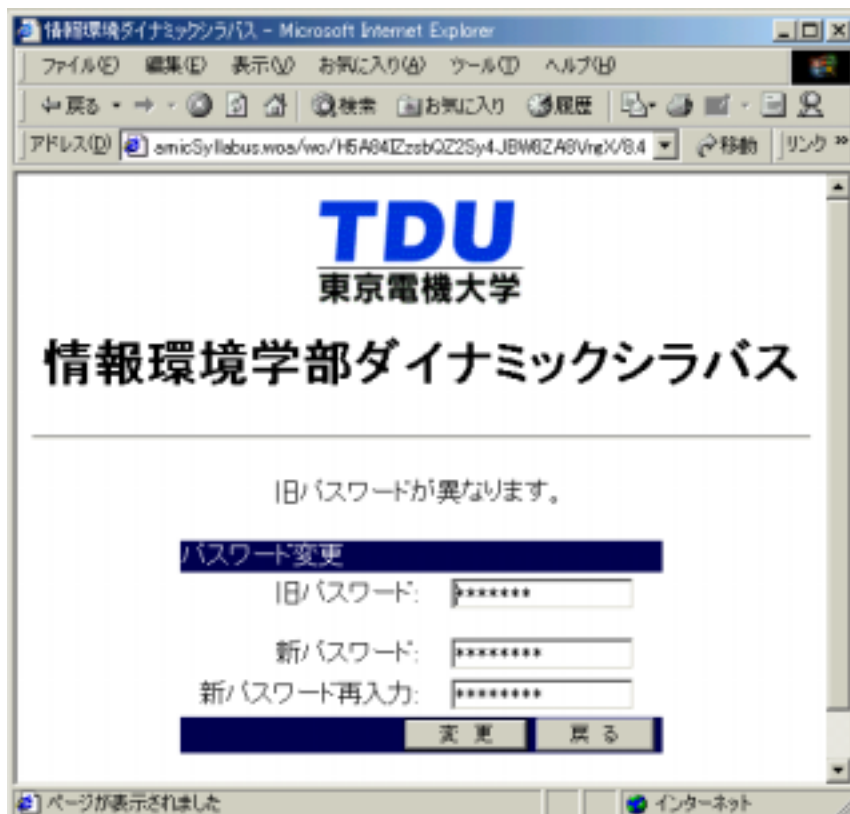 情報環境ダイナミックシラバス - Microsoft Internet Explorer
ファイル(F) 編集(E) 表示(V) お気に入り(A) ツール(T) ヘルプ(H)
戻る 検索 お気に入り 履歴
アドレス(D) 移動 リンク »
TDU
東京電機大学
情報環境学部ダイナミックシラバス
旧パスワードが異なります。
パスワード変更
旧パスワード: *******
新パスワード: ********
新パスワード再入力: ********
変 更 戻 る
ページが表示されました インターネット